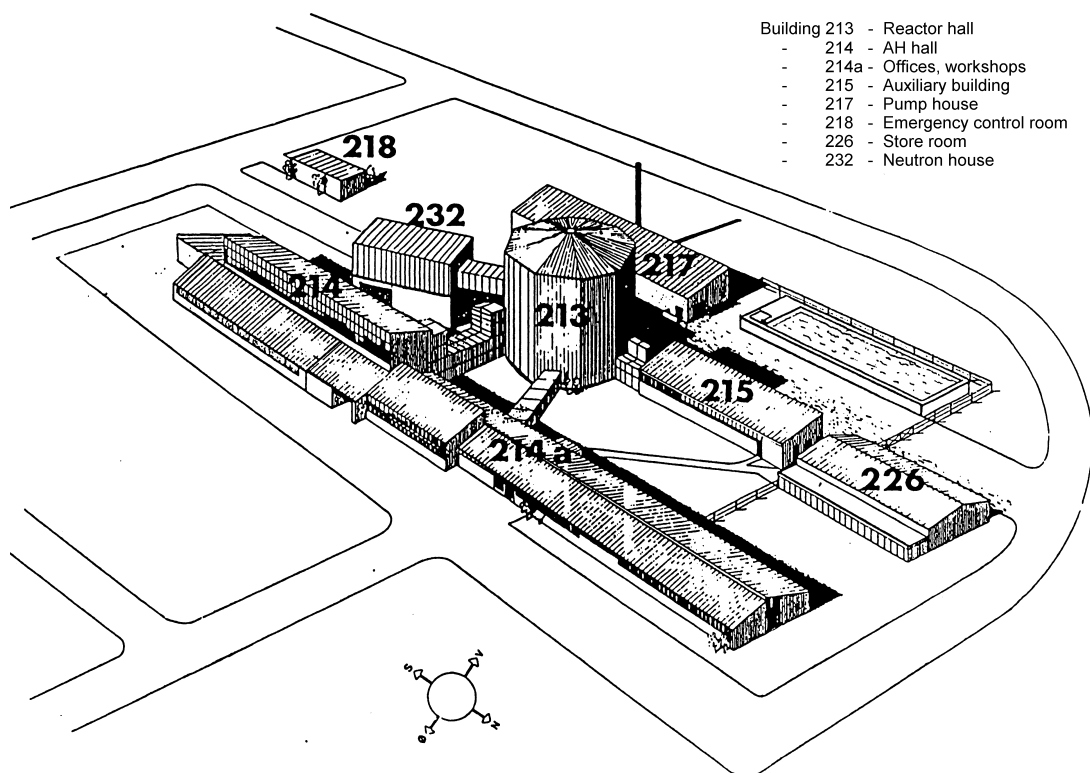 Building 213 - Reactor hall
- 214 - AH hall
- 214a - Offices, workshops
- 215 - Auxiliary building
- 217 - Pump house
- 218 - Emergency control room
- 226 - Store room
- 232 - Neutron house
218
232
217
214
213
215
214a
226
S
V
N
Ø